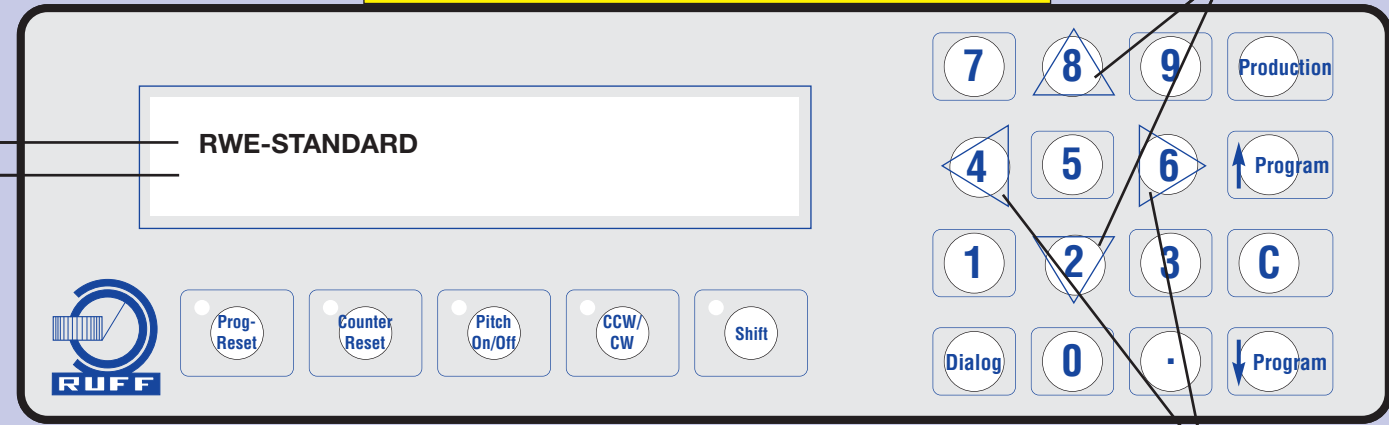 RWE-STANDARD
7 8 9 Production
4 5 6 Program
1 2 3 C
Dialog 0 · Program
Prog-
Reset
Counter
Reset
Pitch
On/Off
CCW/
CW
Shift
RUFF